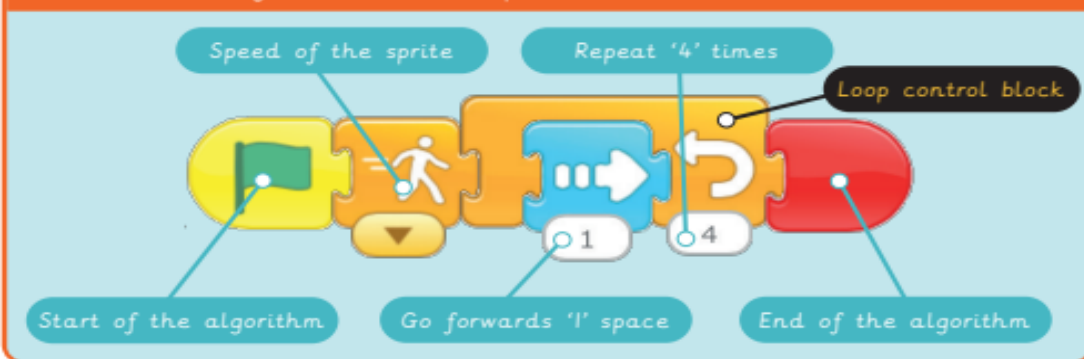 Speed of the sprite
Repeat '4' times
Loop control block
1
4
Start of the algorithm
Go forwards '1' space
End of the algorithm